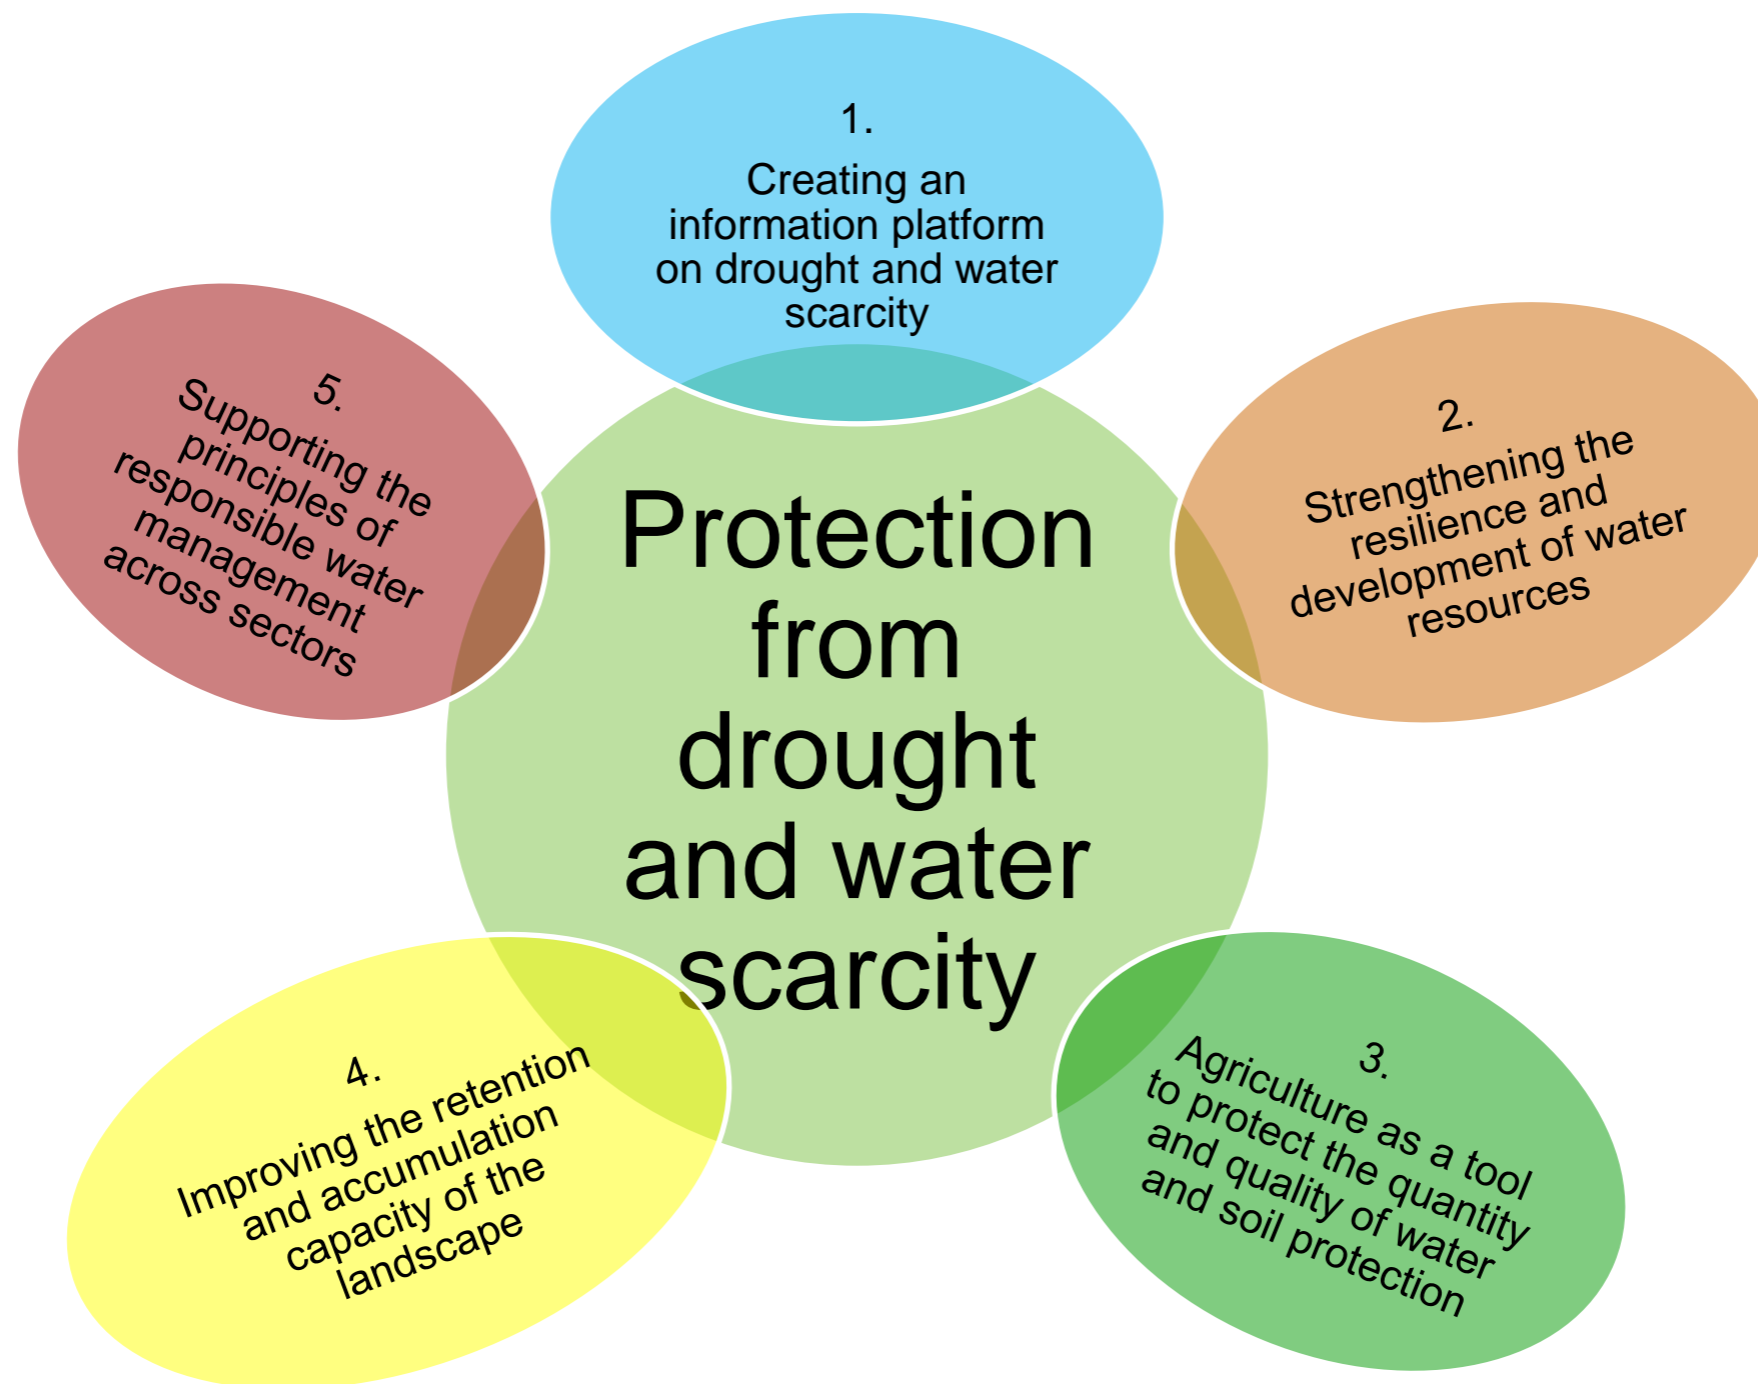 1.
Creating an
information platform
on drought and water
scarcity
2.
Strengthening the
resilience and
development of water
resources
3.
Agriculture as a tool
to protect the quantity
and quality of water
and soil protection
4.
Improving the retention
and accumulation
capacity of the
landscape
5.
Supporting the
principles of
responsible water
management
across sectors
Protection
from
drought
and water
scarcity